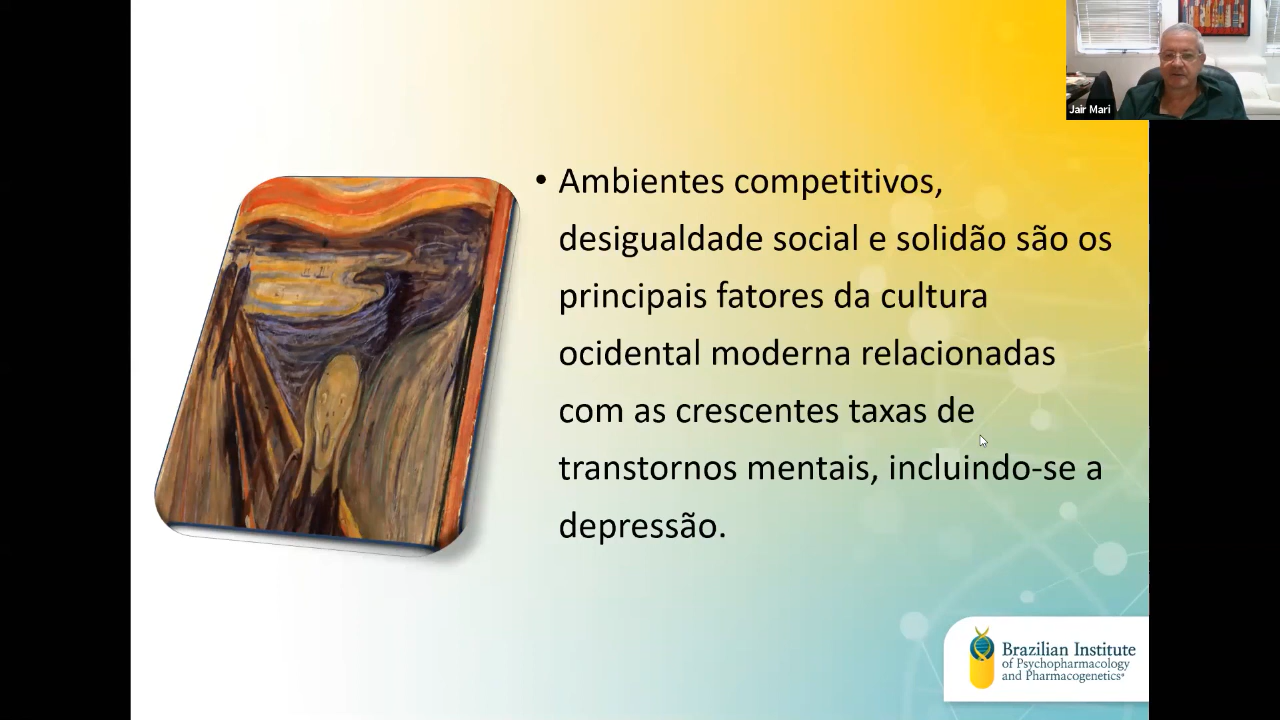 Jair Mari
• Ambientes competitivos,
desigualdade social e solidão são os
principais fatores da cultura
ocidental moderna relacionadas
com as crescentes taxas de
transtornos mentais, incluindo-se a
depressão.
Brazilian Institute
of Psychopharmacology
and Pharmacogenetics®